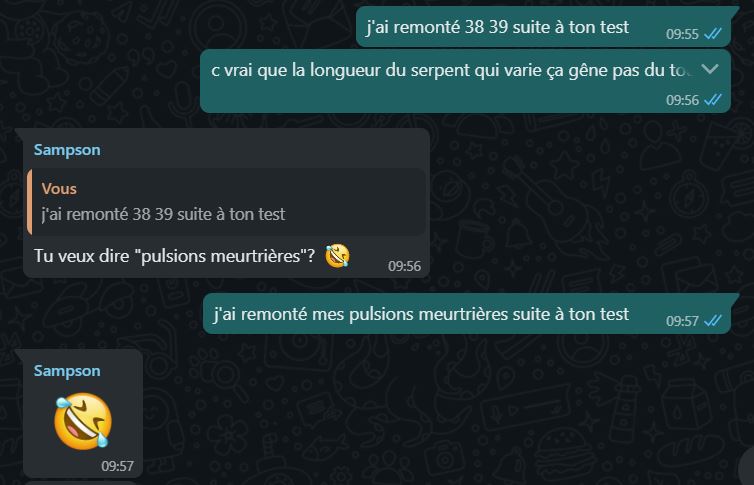 j'ai remonté 38 39 suite à ton test
09:55
c vrai que la longueur du serpent qui varie ça gêne pas du
09:56
Sampson
Vous
j'ai remonté 38 39 suite à ton test
Tu veux dire "pulsions meurtrières"? 🤣
09:56
j'ai remonté mes pulsions meurtrières suite à ton test
09:57
Sampson
🤣
09:57